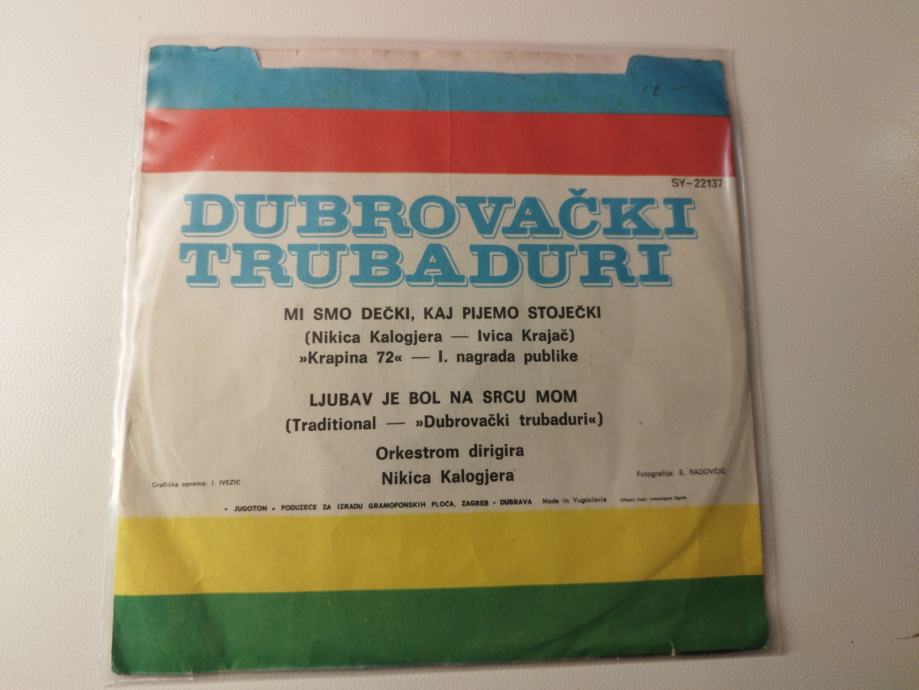 12-
SY-22137
DUBROVAČKI
TRUBADURI
MI SMO DEČKI, KAJ PIJEMO STOJEČKI
(Nikica Kalogjera — Ivica Krajač)
»Krapina 72« — I. nagrada publike
LJUBAV JE BOL NA SRCU MOM
(Traditional — »Dubrovački trubaduri«)
Orkestrom dirigira
Nikica Kalogjera
Grafička oprema: I. IVEZIC
Fotografija: S. RADOVČIĆ
• JUGOTON • PODUZEĆE ZA IZRADU GRAMOFONSKIH PLOČA, ZAGREB - DUBRAVA Made in Yugoslavia